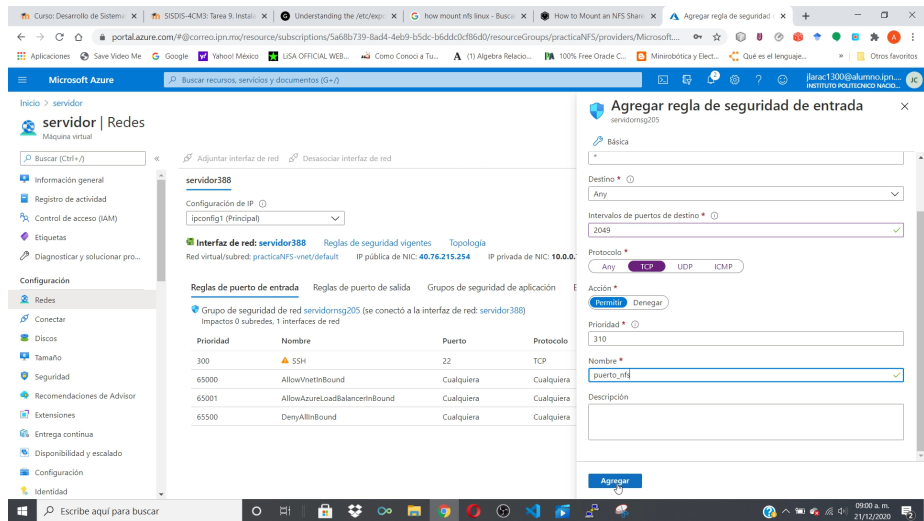 Curso: Desarrollo de Sistema
SISDIS-4CM3: Tarea 9. Instala
Understanding the /etc/expo
how mount nfs linux - Busca
How to Mount an NFS Share
Agregar regla de seguridad
portal.azure.com/#@correo.ipn.mx/resource/subscriptions/5a68b739-8ad4-4eb9-b5dc-b6ddc0cf86d0/resourceGroups/practicaNFS/providers/Microsoft....
Aplicaciones
Save Video Me
Google
Yahoo! México
LiSA OFFICIAL WEB...
Como Conoci a Tu...
(1) Algebra Relacio...
100% Free Oracle C...
Minirobótica y Elect...
Qué es el lenguaje...
Otros favoritos
Microsoft Azure
Buscar recursos, servicios y documentos (G+/)
jlarac1300@alumno.ipn....
INSTITUTO POLITECNICO NACIO...
JC
Inicio > servidor
servidor | Redes
Máquina virtual
Buscar (Ctrl+/)
Información general
Registro de actividad
Control de acceso (IAM)
Etiquetas
Diagnosticar y solucionar pro...
Configuración
Redes
Conectar
Discos
Tamaño
Seguridad
Recomendaciones de Advisor
Extensiones
Entrega continua
Disponibilidad y escalado
Configuración
Identidad
Adjuntar interfaz de red
Desasociar interfaz de red
servidor388
Configuración de IP
ipconfig1 (Principal)
Interfaz de red: servidor388
Reglas de seguridad vigentes
Topología
Red virtual/subred: practicaNFS-vnet/default
IP pública de NIC: 40.76.215.254
IP privada de NIC: 10.0.0.
Reglas de puerto de entrada
Reglas de puerto de salida
Grupos de seguridad de aplicación
Grupo de seguridad de red servidornsg205 (se conectó a la interfaz de red: servidor388)
Impactos 0 subredes, 1 interfaces de red
Prioridad Nombre Puerto Protocolo
300 SSH 22 TCP
65000 AllowVnetInBound Cualquiera Cualquiera
65001 AllowAzureLoadBalancerInBound Cualquiera Cualquiera
65500 DenyAllInBound Cualquiera Cualquiera
Agregar regla de seguridad de entrada
servidornsg205
Básica
*
Destino *
Any
Intervalos de puertos de destino *
2049
Protocolo *
Any TCP UDP ICMP
Acción *
Permitir Denegar
Prioridad *
310
Nombre *
puerto_nfs
Descripción
Agregar
Escribe aquí para buscar
09:00 a. m.
21/12/2020